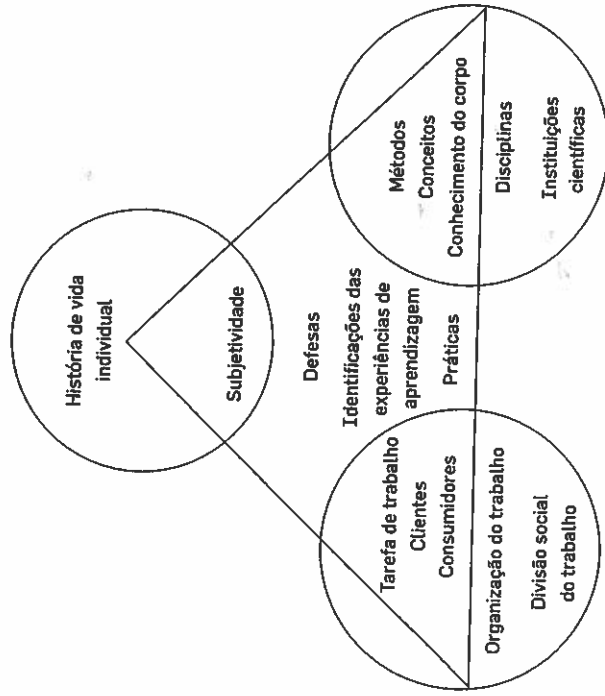 História de vida
individual
Subjetividade
Defesas
Identificações das
experiências de
aprendizagem
Práticas
Tarefa de trabalho
Clientes
Consumidores
Organização do trabalho
Divisão social
do trabalho
Métodos
Conceitos
Conhecimento do corpo
Disciplinas
Instituições
científicas